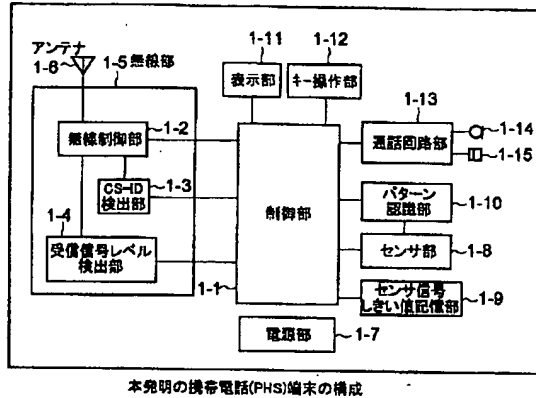 アンテナ
1-6
1-5 無線部
1-11
1-12
表示部
キー操作部
1-13
無線制御部
1-2
通話回路部
1-14
1-15
CS-ID
検出部
1-3
制御部
パターン
認識部
1-10
1-4
受信信号レベル
検出部
センサ部
1-8
1-1
センサ信号
しきい値記憶部
1-9
電源部
1-7
本発明の携帯電話(PHS)端末の構成